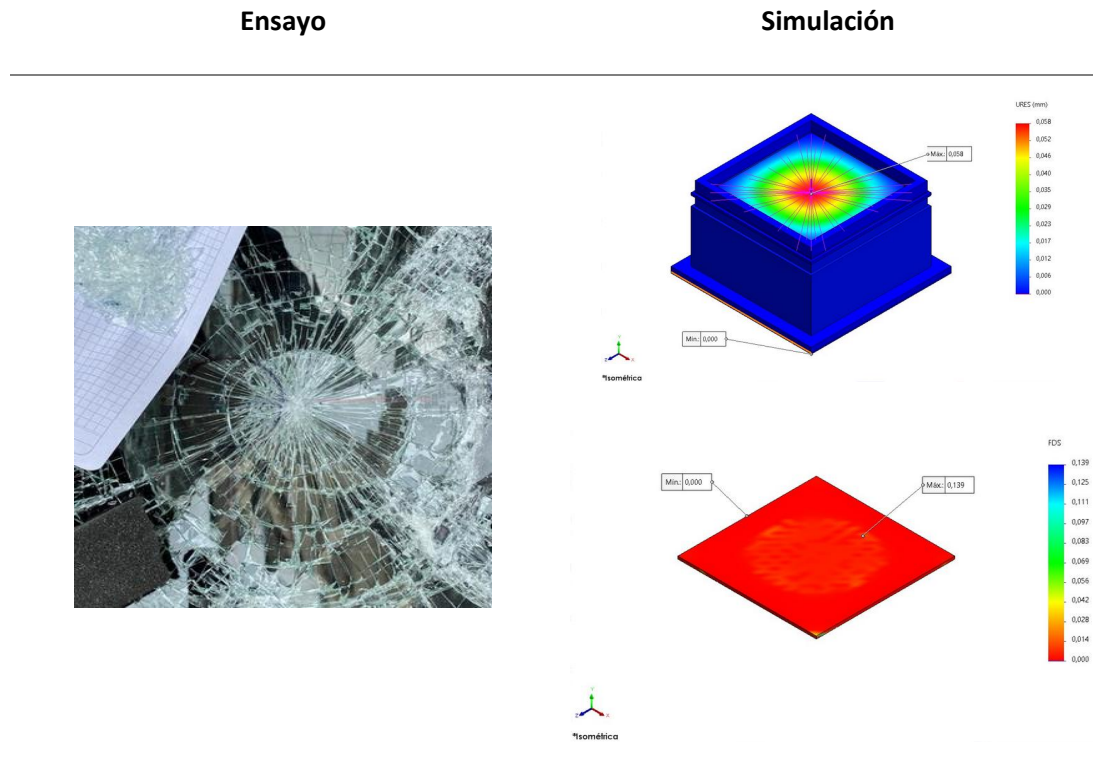 Ensayo
Simulación
URES (mm)
0,058
0,052
0,046
0,040
0,035
0,029
0,023
0,017
0,012
0,006
0,000
Máx.: 0,058
Mín.: 0,000
Y
Z
X
*Isométrica
FDS
0,139
0,125
0,111
0,097
0,083
0,069
0,056
0,042
0,028
0,014
0,000
Mín.: 0,000
Máx.: 0,139
Y
Z
X
*Isométrica